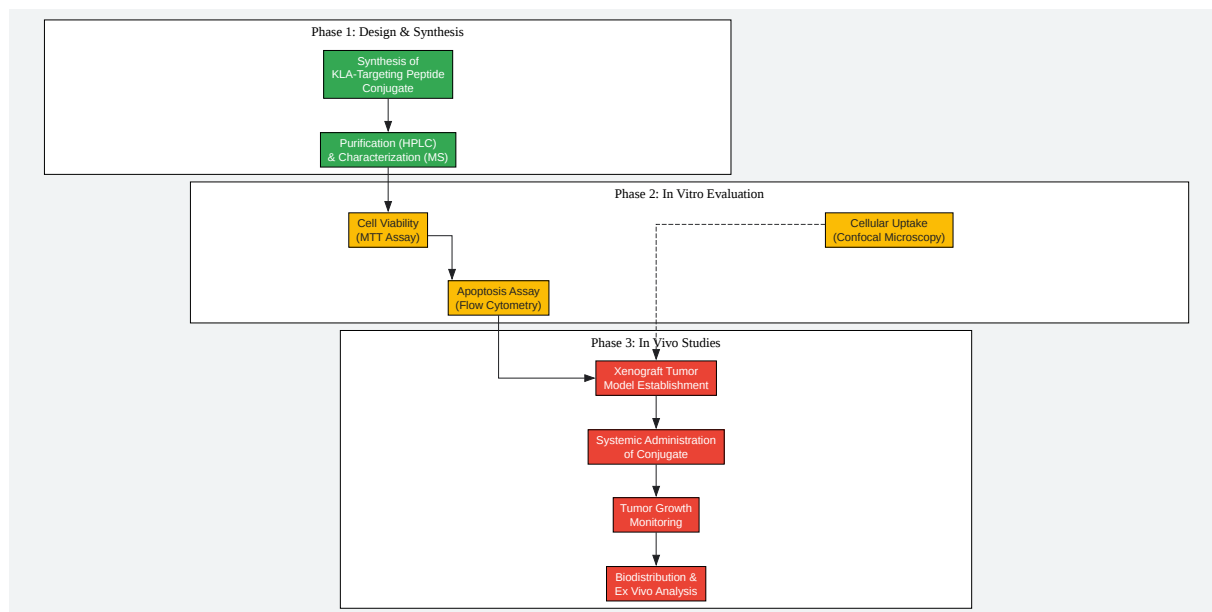 Phase 1: Design & Synthesis
Synthesis of
KLA-Targeting Peptide
Conjugate
Purification (HPLC)
& Characterization (MS)
Phase 2: In Vitro Evaluation
Cell Viability
(MTT Assay)
Cellular Uptake
(Confocal Microscopy)
Apoptosis Assay
(Flow Cytometry)
Phase 3: In Vivo Studies
Xenograft Tumor
Model Establishment
Systemic Administration
of Conjugate
Tumor Growth
Monitoring
Biodistribution &
Ex Vivo Analysis